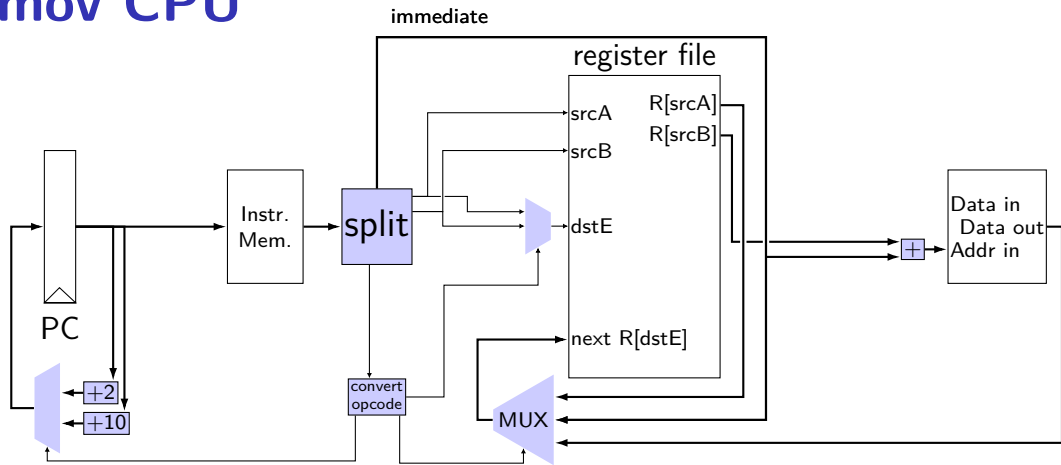 mov CPU
immediate
register file
srcA
R[srcA]
R[srcB]
srcB
Instr.
Mem.
split
dstE
Data in
Data out
Addr in
+
PC
next R[dstE]
convert
opcode
+2
+10
MUX